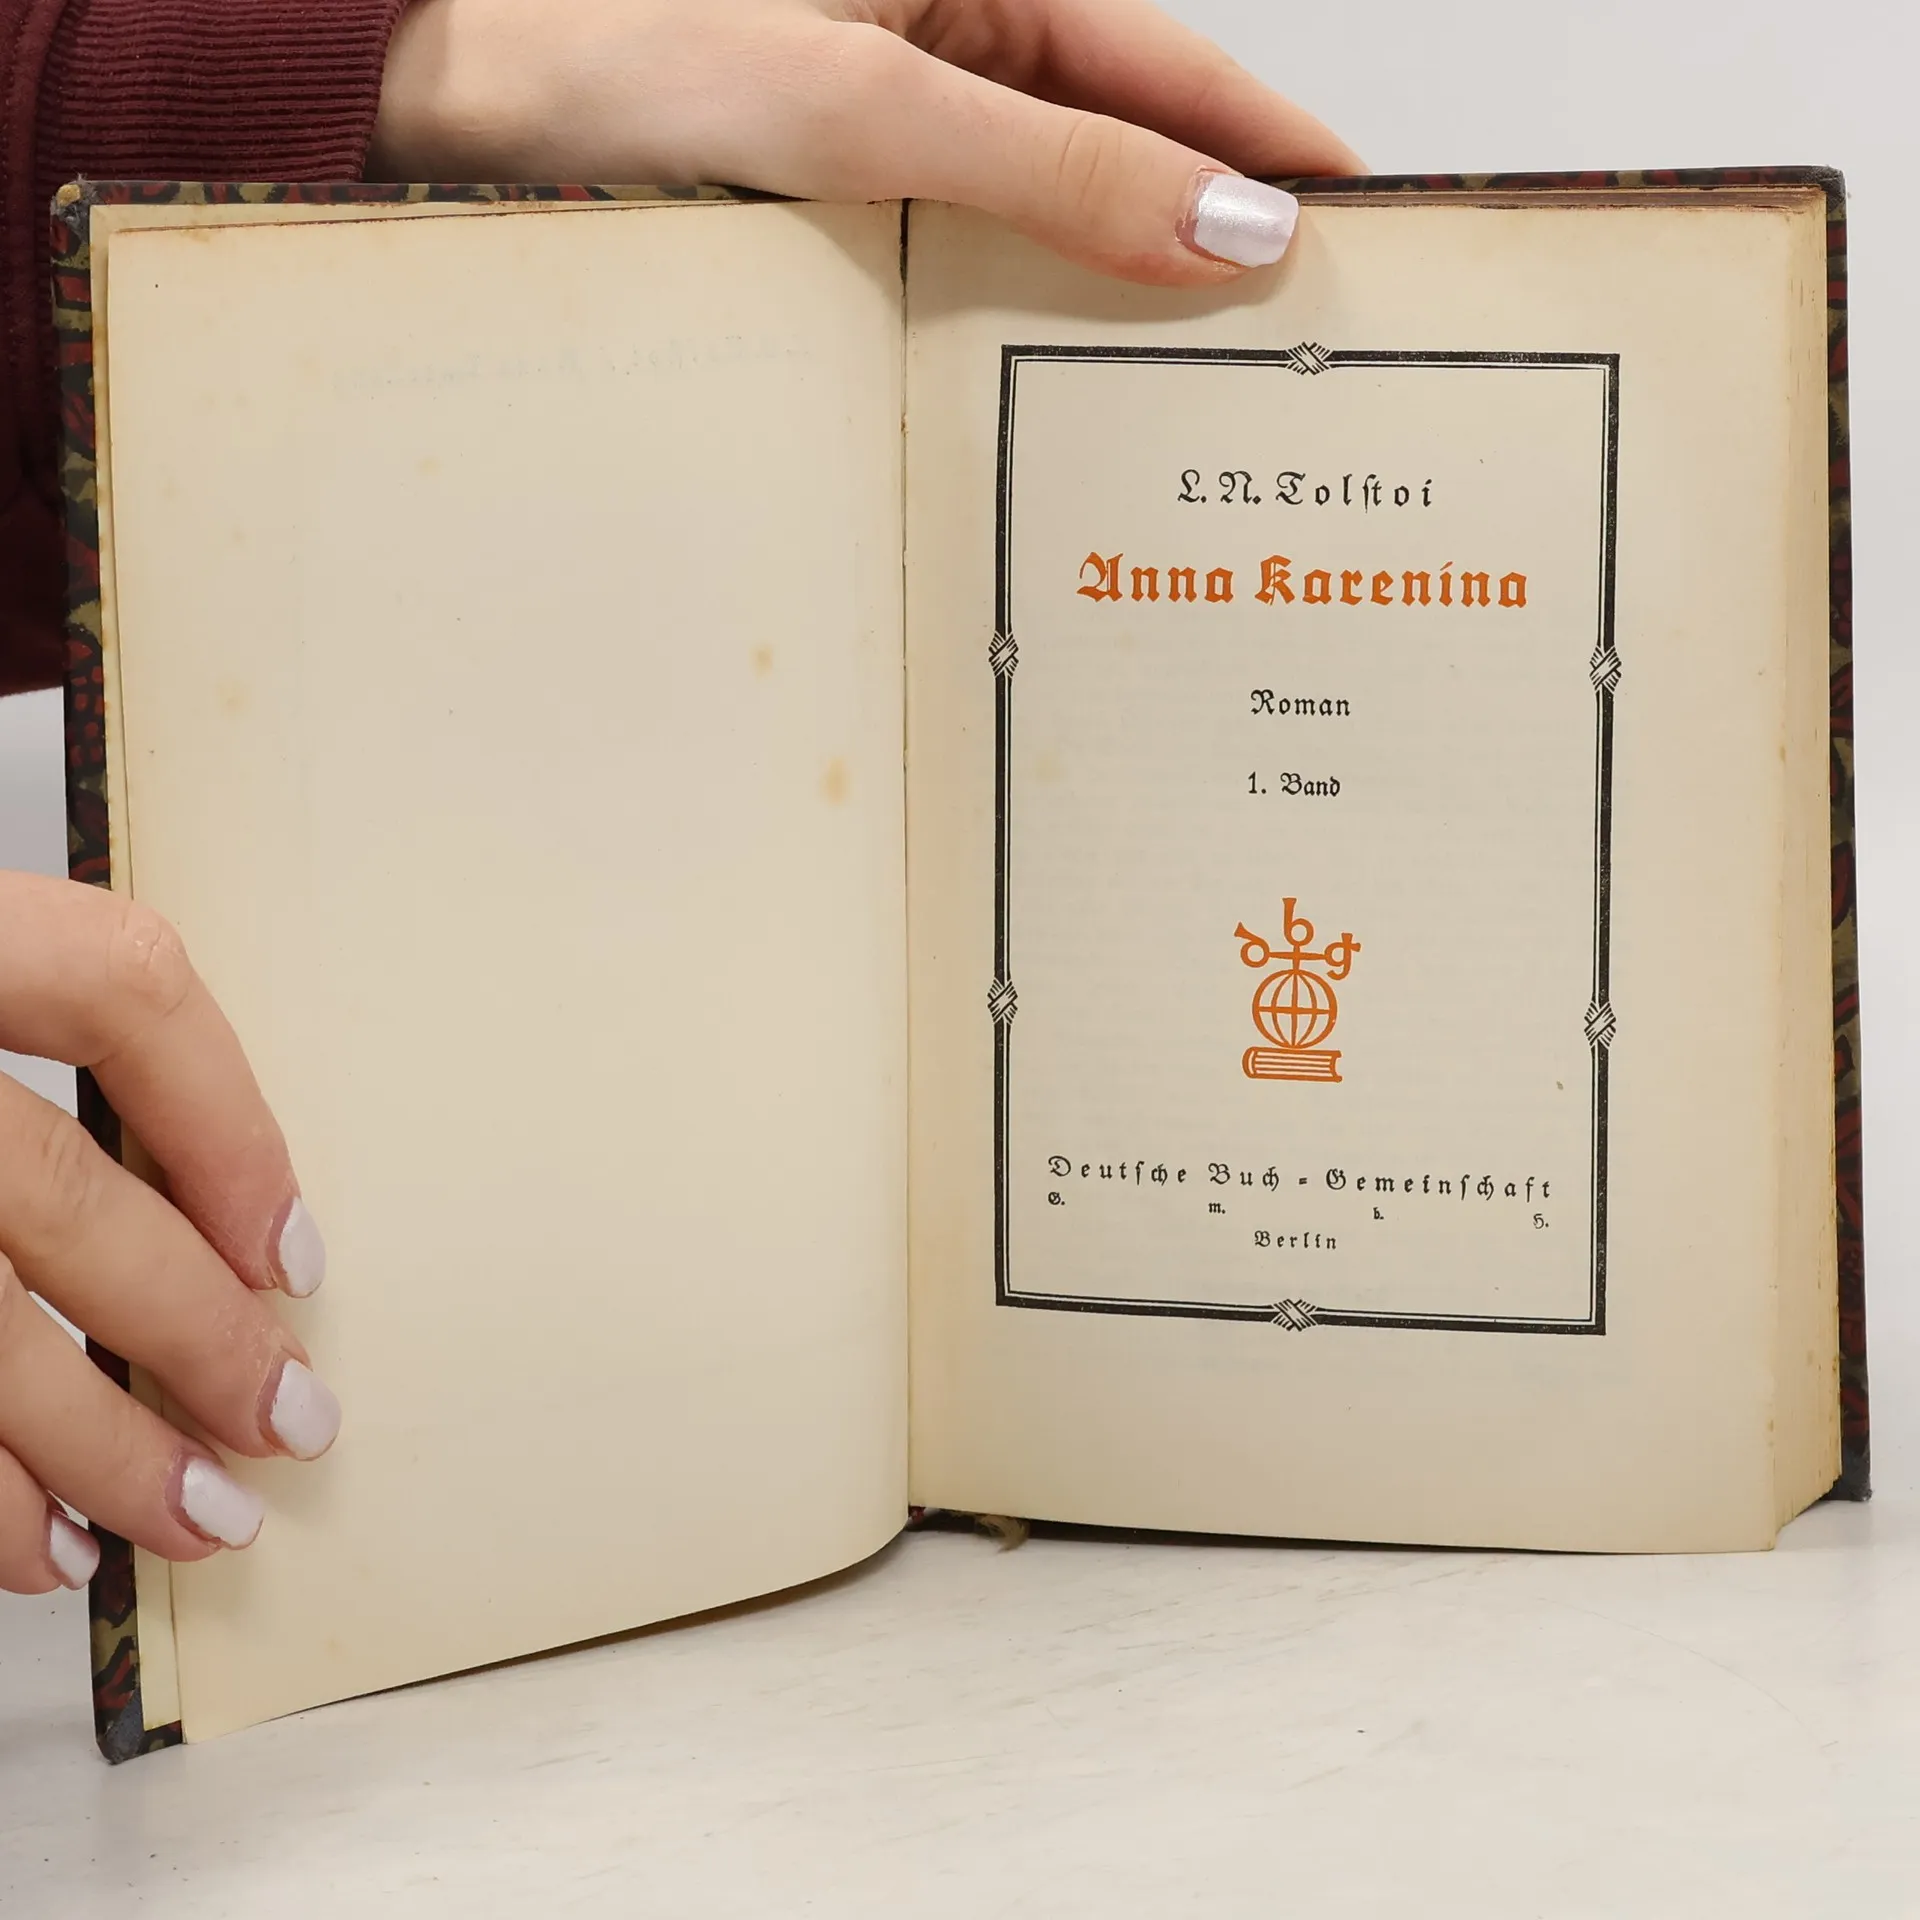 L. N. Tolſtoi
Anna Karenina
Roman
1. Band
dbg
Deutſche Buch-Gemeinſchaft
G. m. b. H.
Berlin